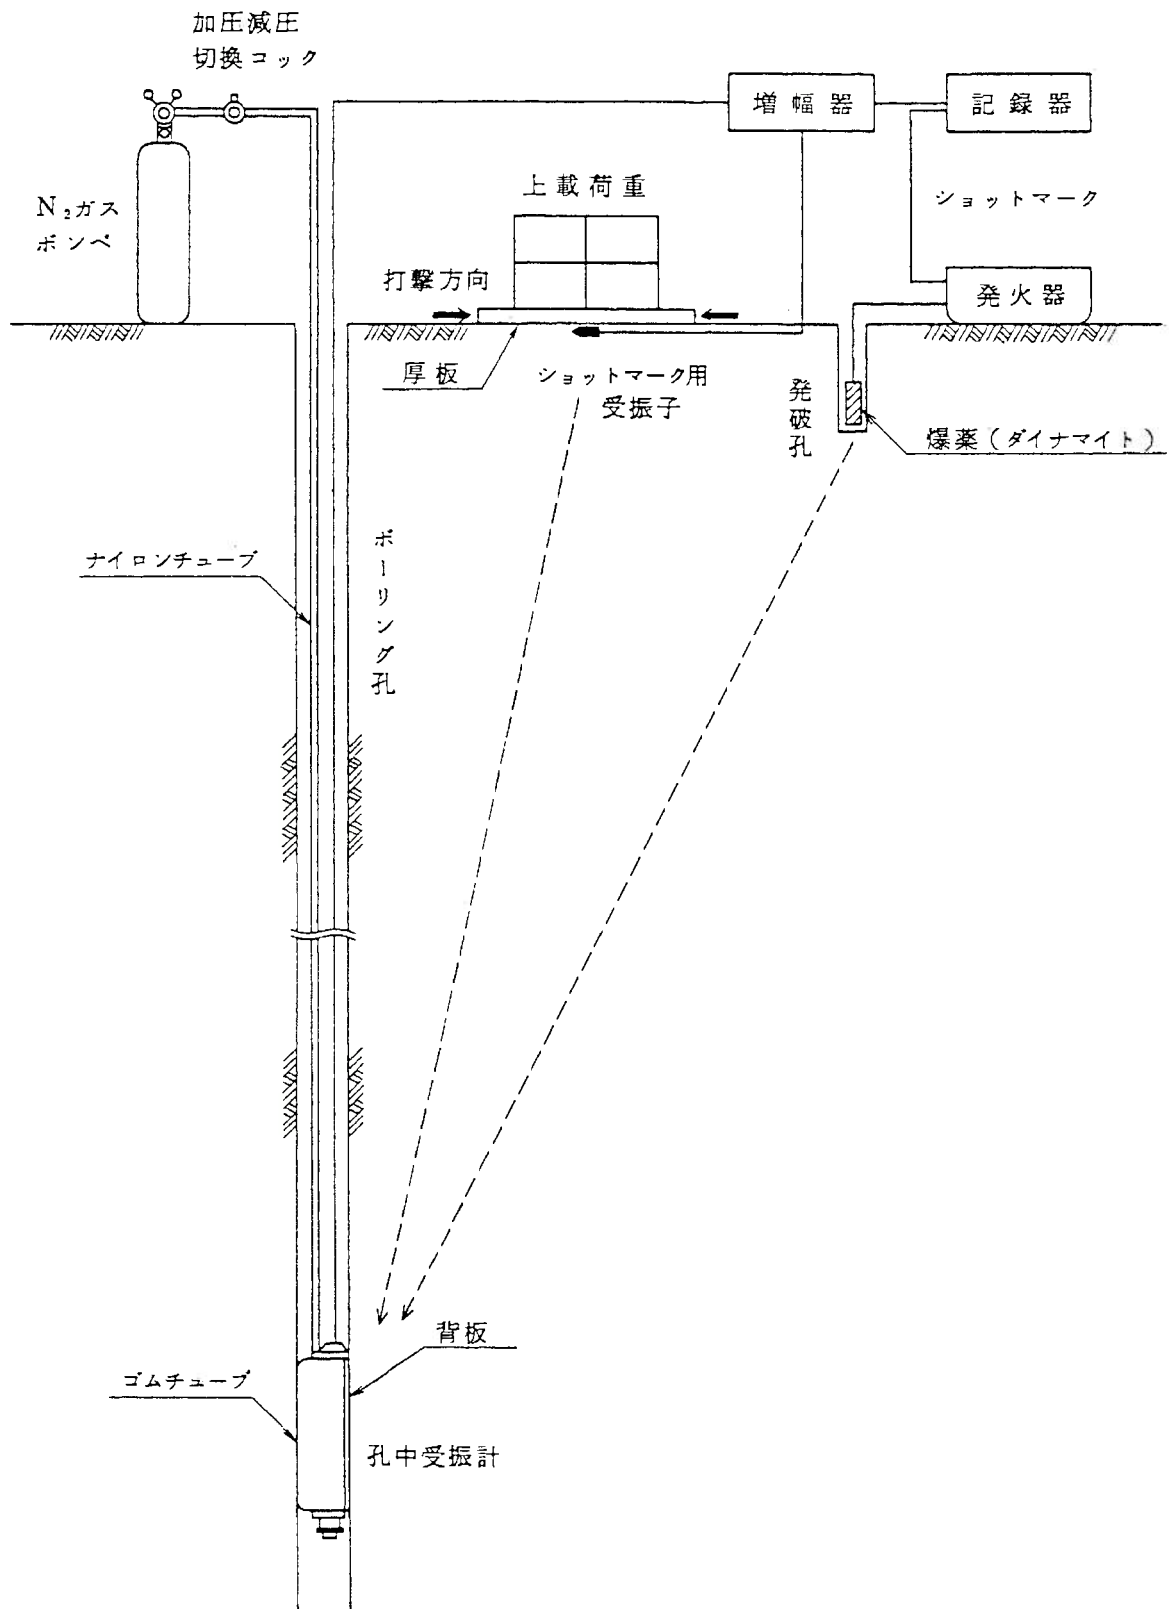 加圧減圧
切換コック
増幅器
記録器
上載荷重
N₂ガス
ボンベ
ショットマーク
打撃方向
発火器
厚板
ショットマーク用
受振子
発破孔
爆薬(ダイナマイト)
ナイロンチューブ
ボーリング孔
背板
ゴムチューブ
孔中受振計